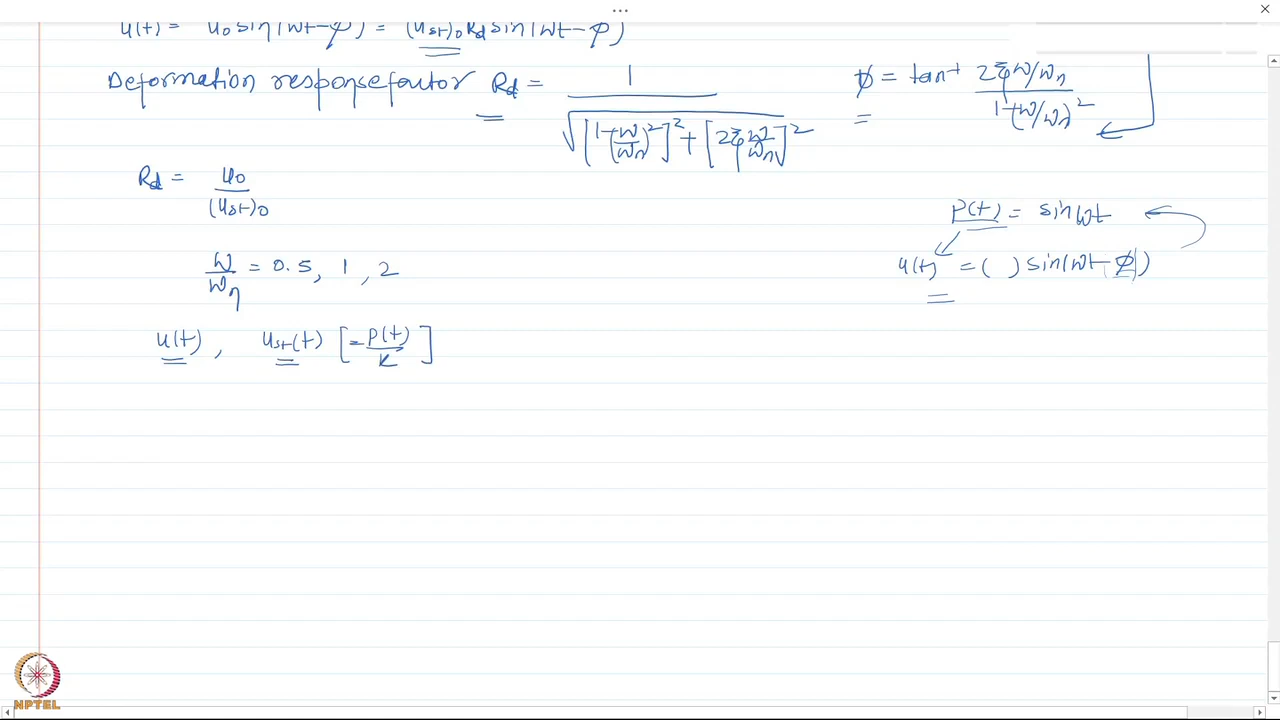 u(t) = u₀ sin(ωt-φ) = (u_st)₀ R_d sin(ωt-φ)
Deformation response factor R_d = 1 / √([1-(ω/ω_n)²]² + [2ξ ω/ω_n]²)
φ = tan⁻¹ (2ξω/ω_n) / (1-(ω/ω_n)²)
R_d = u₀ / (u_st)₀
p(t) = sin ωt
ω/ω_n = 0.5, 1, 2
u(t) = ( ) sin(ωt-φ)
u(t), u_st(t) [= p(t)/k]
NPTEL